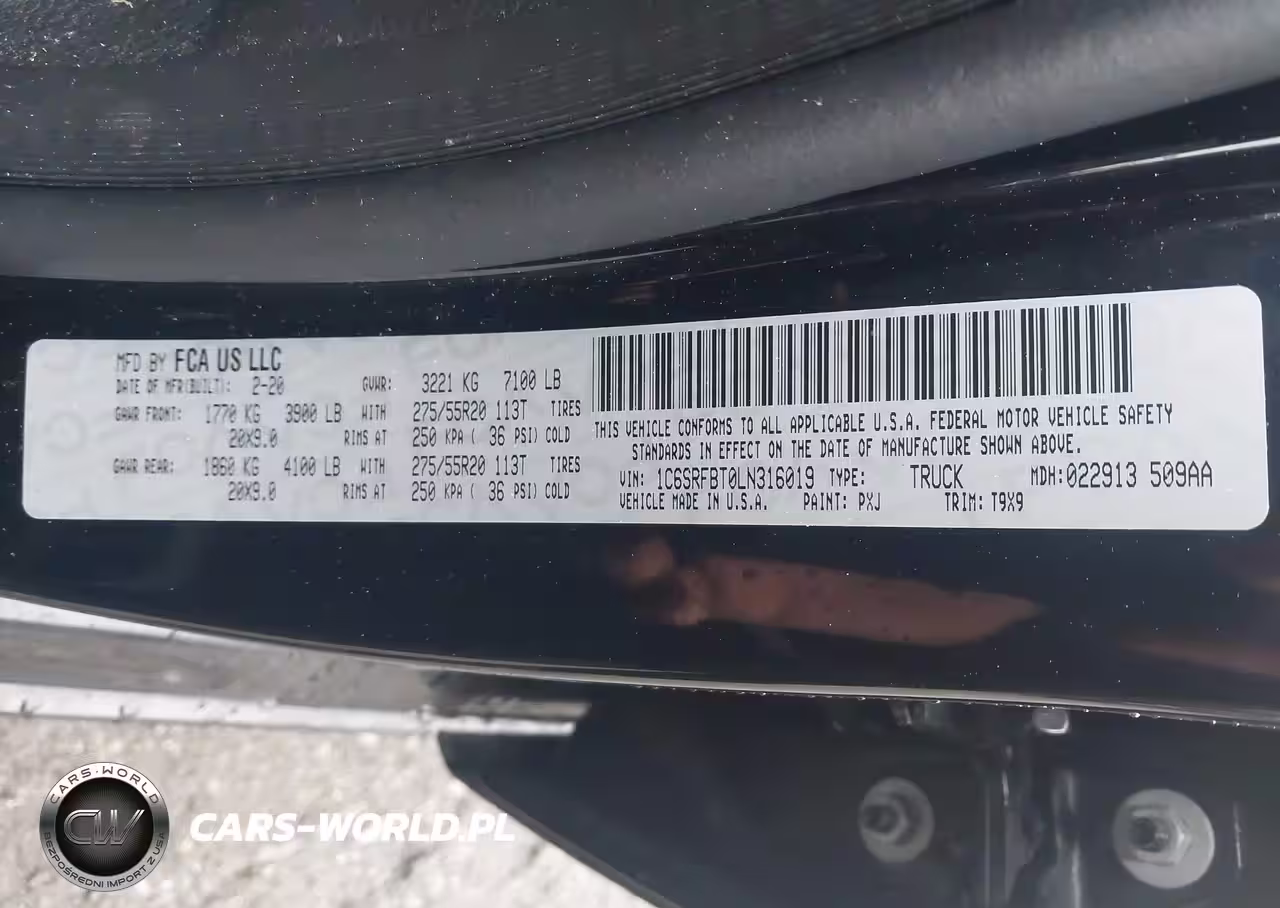 MFD BY FCA US LLC
DATE OF MFR(BUILT): 2-20 GVWR: 3221 KG 7100 LB
GAWR FRONT: 1770 KG 3900 LB WITH 275/55R20 113T TIRES
20X9.0 RIMS AT 250 KPA ( 36 PSI) COLD
GAWR REAR: 1860 KG 4100 LB WITH 275/55R20 113T TIRES
20X9.0 RIMS AT 250 KPA ( 36 PSI) COLD
THIS VEHICLE CONFORMS TO ALL APPLICABLE U.S.A. FEDERAL MOTOR VEHICLE SAFETY
STANDARDS IN EFFECT ON THE DATE OF MANUFACTURE SHOWN ABOVE.
VIN: 1C6SRFBT0LN316019 TYPE: TRUCK MDH:022913 509AA
VEHICLE MADE IN U.S.A. PAINT: PXJ TRIM: T9X9
CARS-WORLD
CW
BEZPOŚREDNI IMPORT Z USA
CARS-WORLD.PL